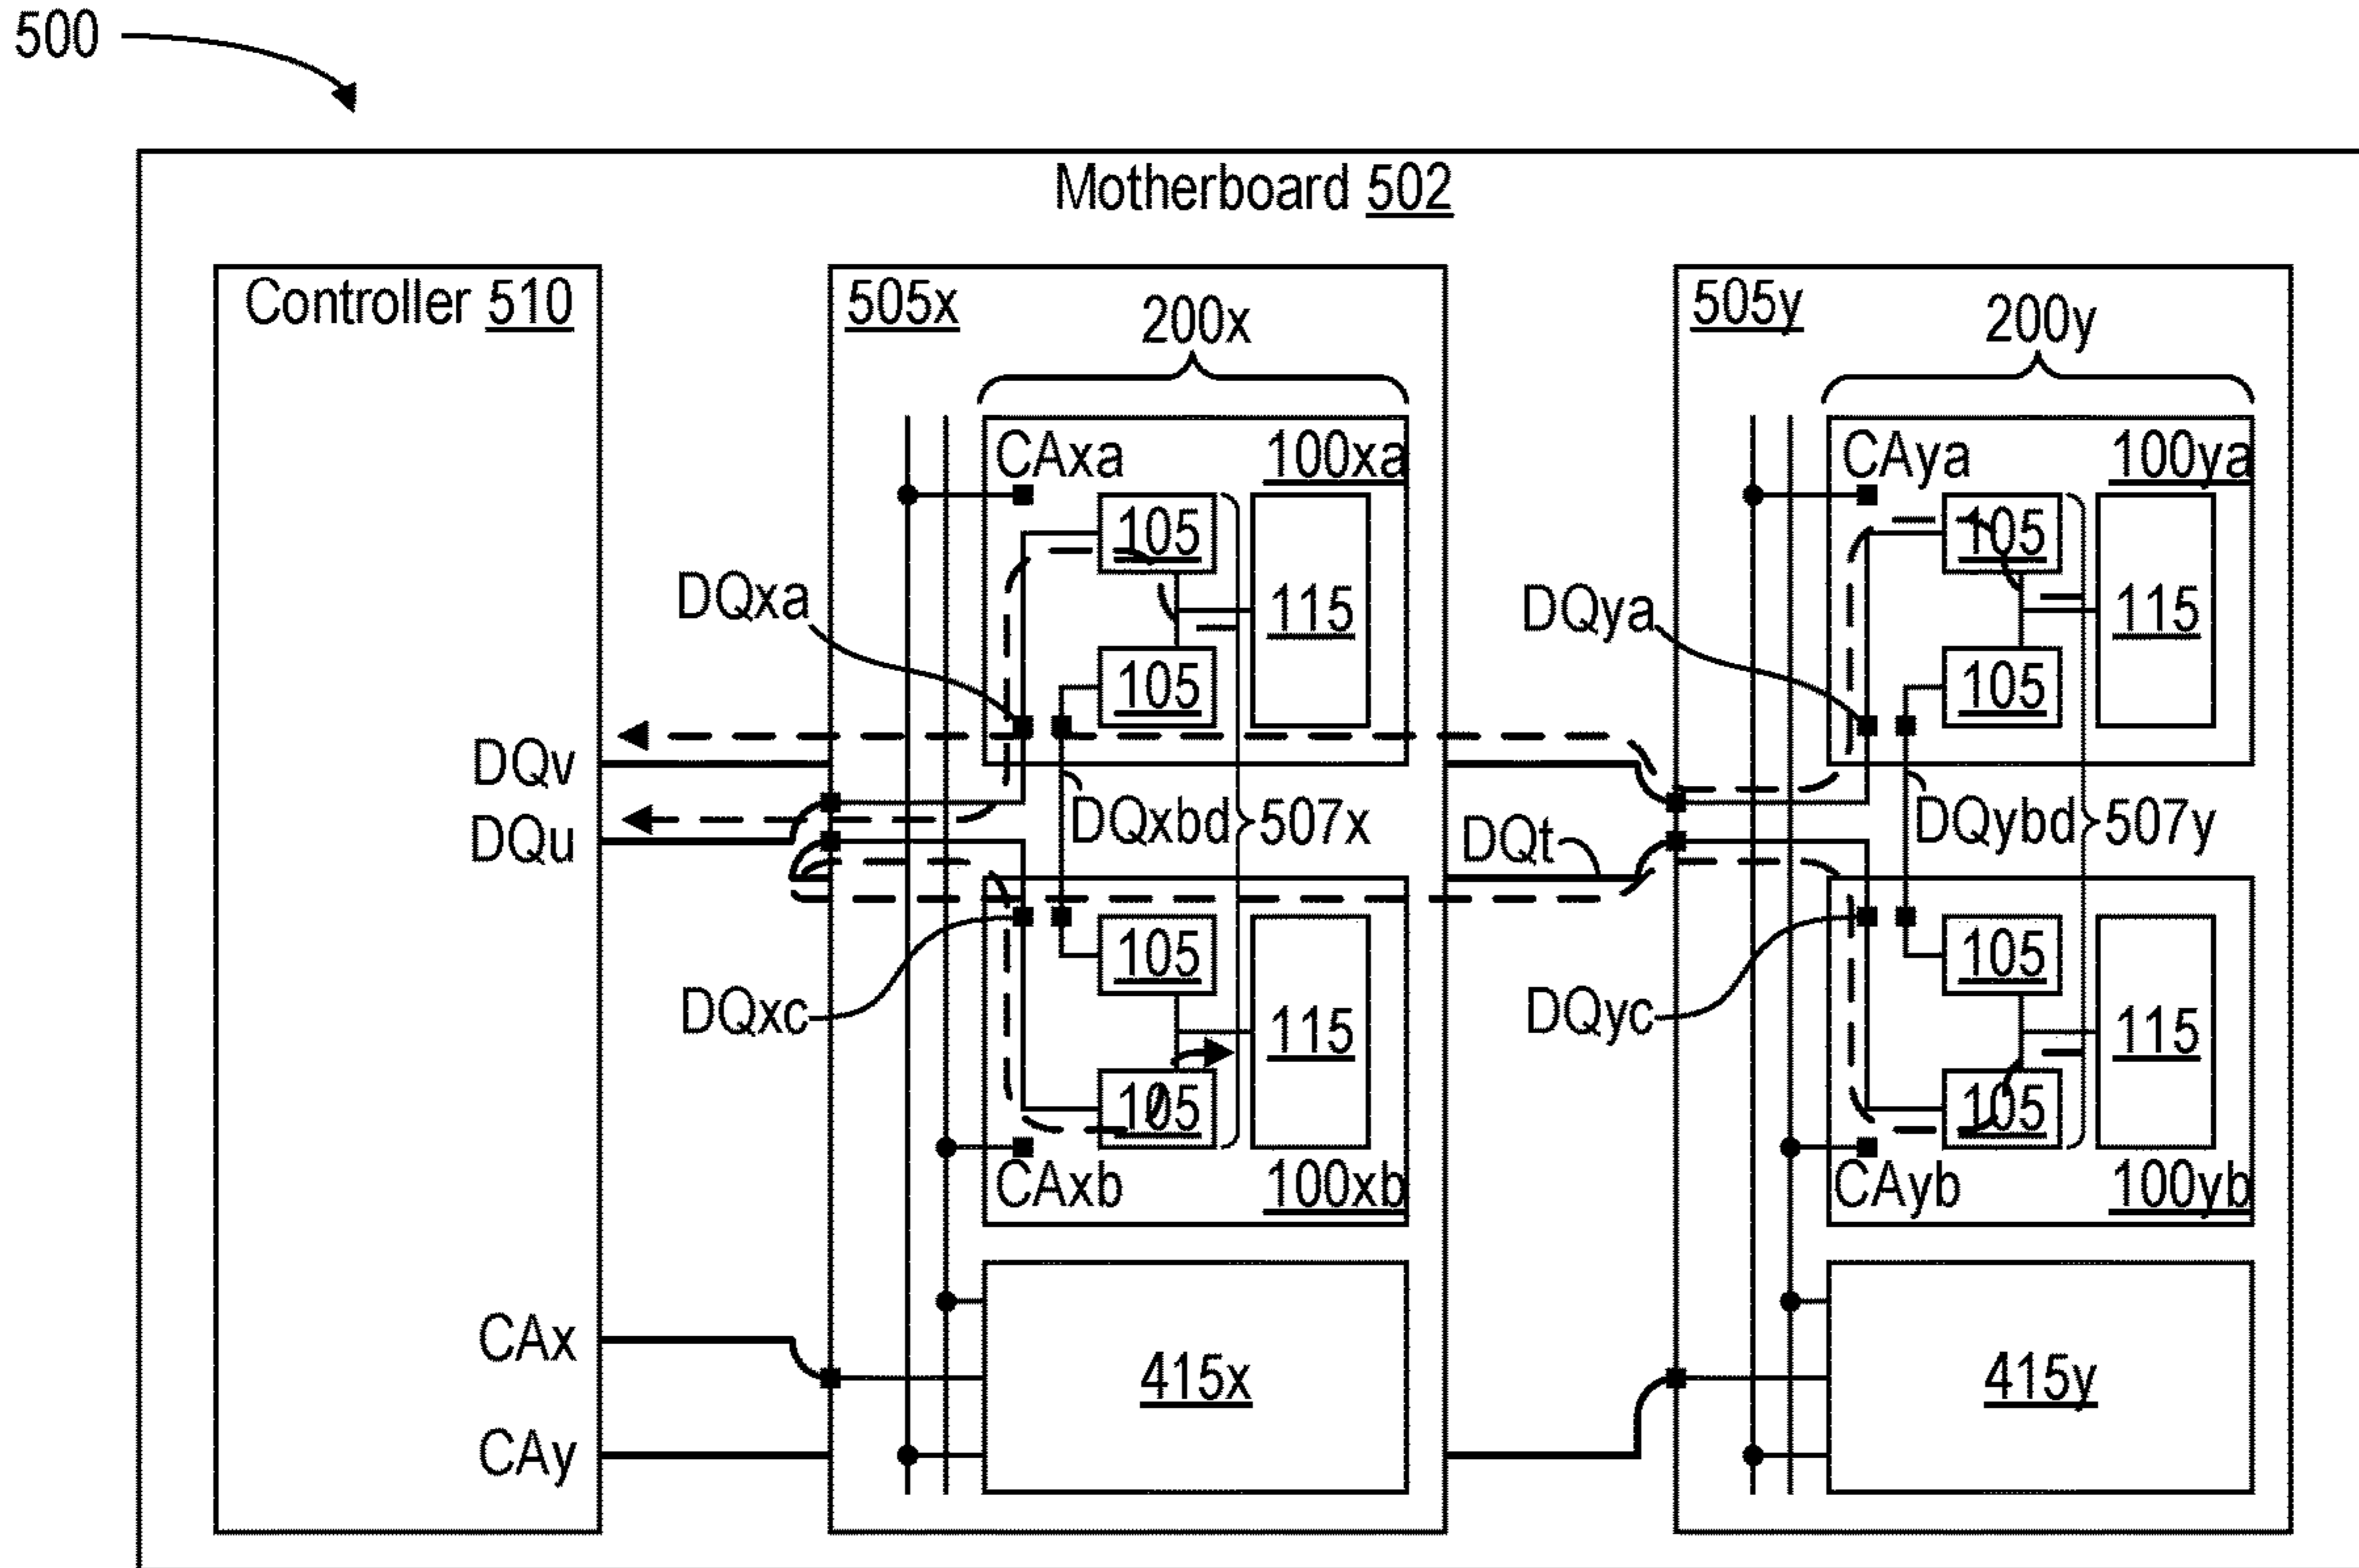 500
Motherboard 502
Controller 510
505x
200x
505y
200y
CAxa
100xa
CAya
100ya
105
105
115
115
DQxa
DQya
105
105
DQv
DQu
DQxbd
507x
DQt
DQybd
507y
105
105
DQxc
115
DQyc
115
105
105
CAxb
100xb
CAyb
100yb
CAx
415x
415y
CAy